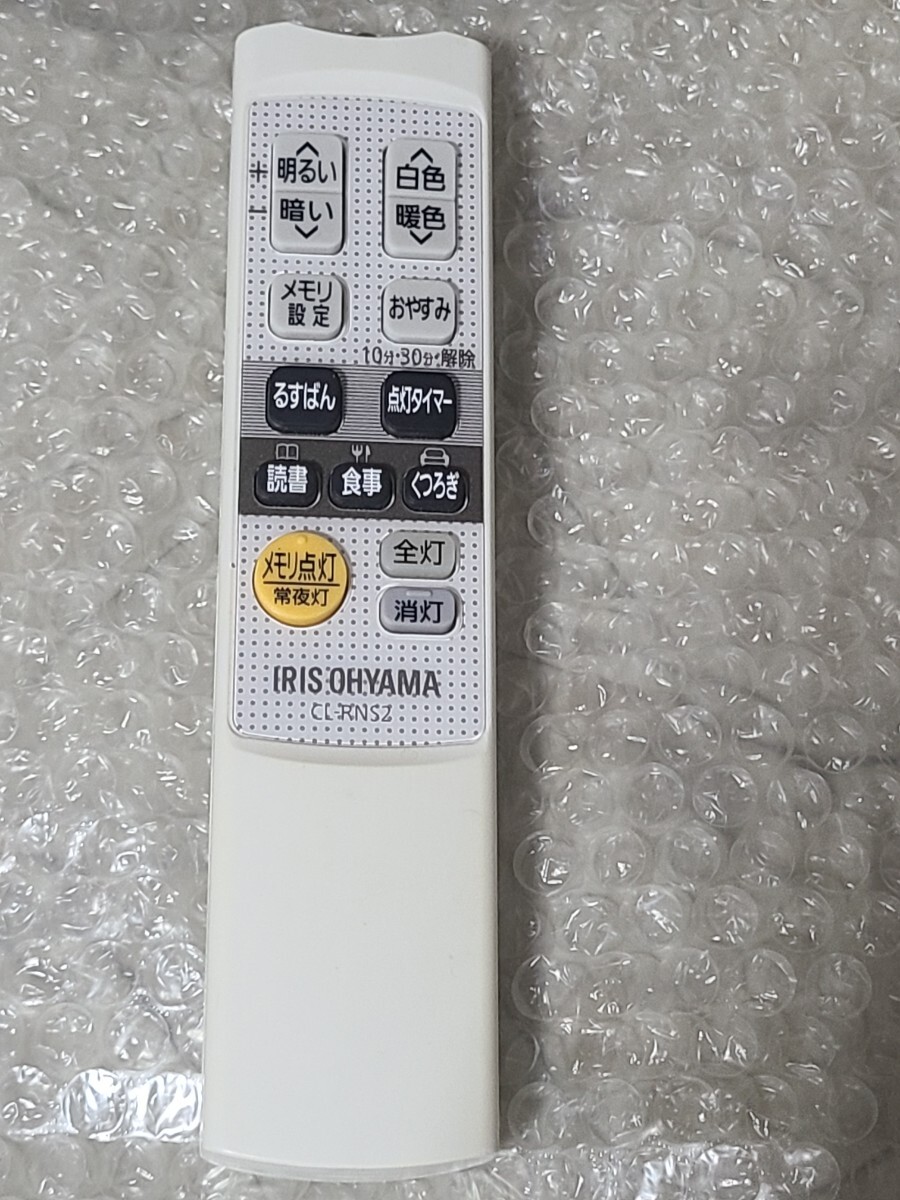 + 明るい
- 暗い
白色
暖色
メモリ
設定
おやすみ
10分・30分・解除
るすばん
点灯タイマー
読書
食事
くつろぎ
メモリ点灯
常夜灯
全灯
消灯
IRIS OHYAMA
CL-RNS2